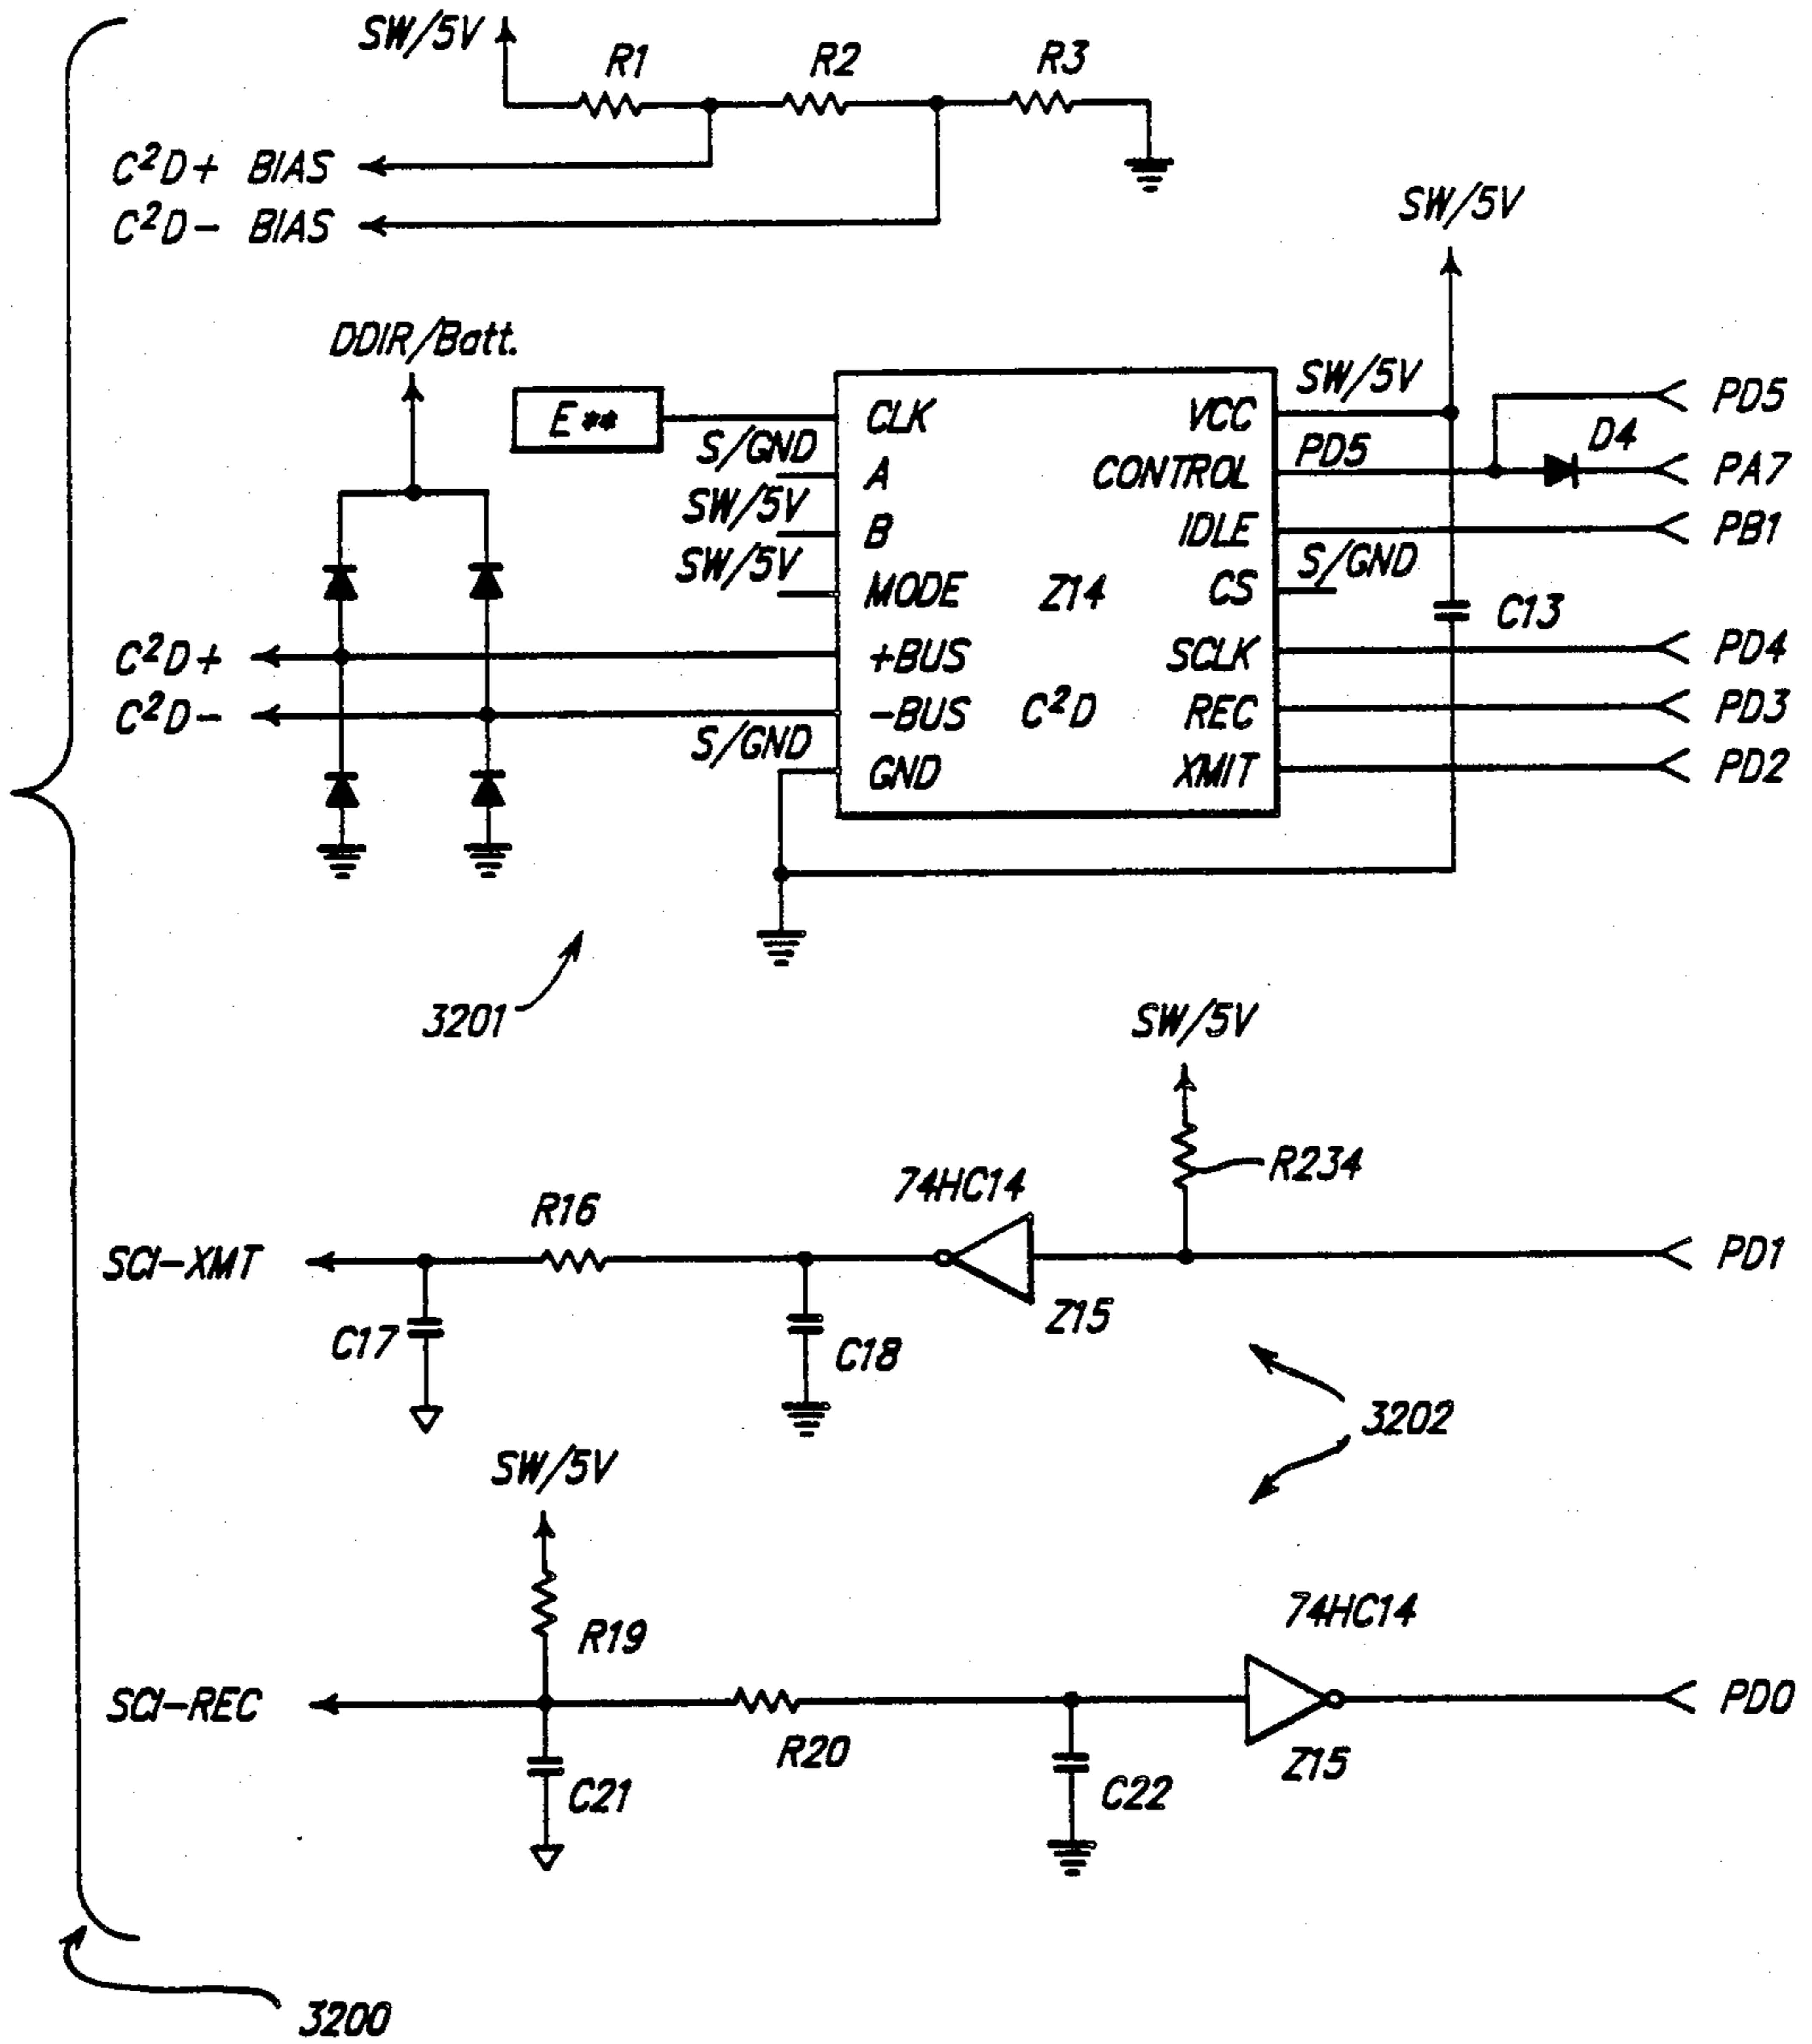 SW/5V
R1
R2
R3
C²D+ BIAS
C²D- BIAS
SW/5V
DDIR/Batt.
E**
CLK
S/GND
A
SW/5V
B
SW/5V
MODE
C²D+
+BUS
C²D-
-BUS
S/GND
GND
Z14
C²D
VCC
SW/5V
CONTROL
PD5
IDLE
CS
S/GND
SCLK
REC
XMIT
PD5
D4
PA7
PB1
C13
PD4
PD3
PD2
3201
SW/5V
R234
74HC14
R16
SCI-XMT
PD1
Z15
C17
C18
3202
SW/5V
R19
74HC14
SCI-REC
PD0
R20
Z15
C21
C22
3200